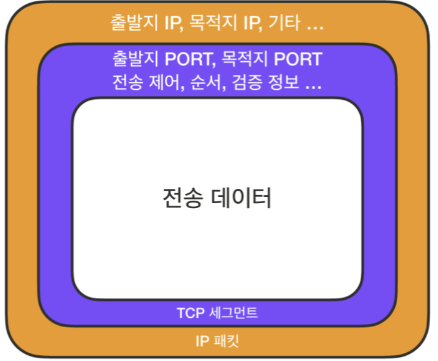 출발지 IP, 목적지 IP, 기타 ...
출발지 PORT, 목적지 PORT
전송 제어, 순서, 검증 정보 ...
전송 데이터
TCP 세그먼트
IP 패킷